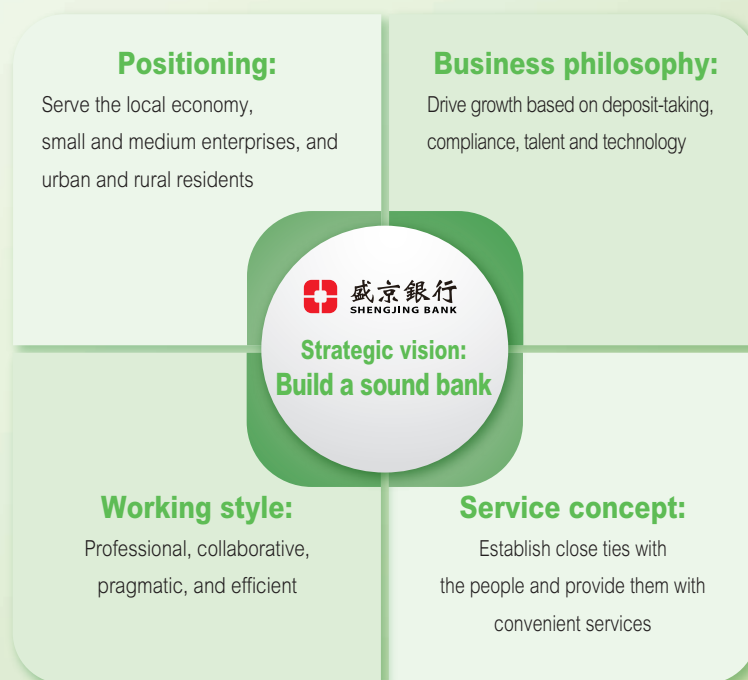 Positioning:
Serve the local economy,
small and medium enterprises, and
urban and rural residents
Business philosophy:
Drive growth based on deposit-taking,
compliance, talent and technology
盛京銀行
SHENGJING BANK
Strategic vision:
Build a sound bank
Working style:
Professional, collaborative,
pragmatic, and efficient
Service concept:
Establish close ties with
the people and provide them with
convenient services